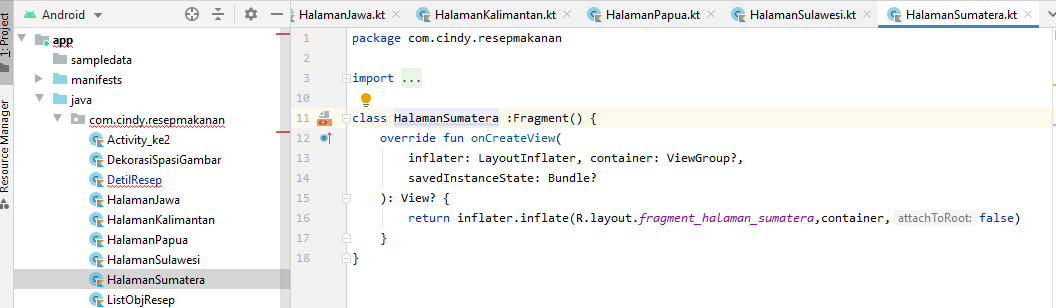 HalamanJawa.kt × HalamanKalimantan.kt × HalamanPapua.kt × HalamanSulawesi.kt × HalamanSumatera.kt ×
1: Project
Resource Manager
Android
app
sampledata
manifests
java
com.cindy.resepmakanan
Activity_ke2
DekorasiSpasiGambar
DetilResep
HalamanJawa
HalamanKalimantan
HalamanPapua
HalamanSulawesi
HalamanSumatera
ListObjResep
1 package com.cindy.resepmakanan
2
3 import ...
10
11 class HalamanSumatera :Fragment() {
12 override fun onCreateView(
13 inflater: LayoutInflater, container: ViewGroup?,
14 savedInstanceState: Bundle?
15 ): View? {
16 return inflater.inflate(R.layout.fragment_halaman_sumatera,container, attachToRoot: false)
17 }
18 }